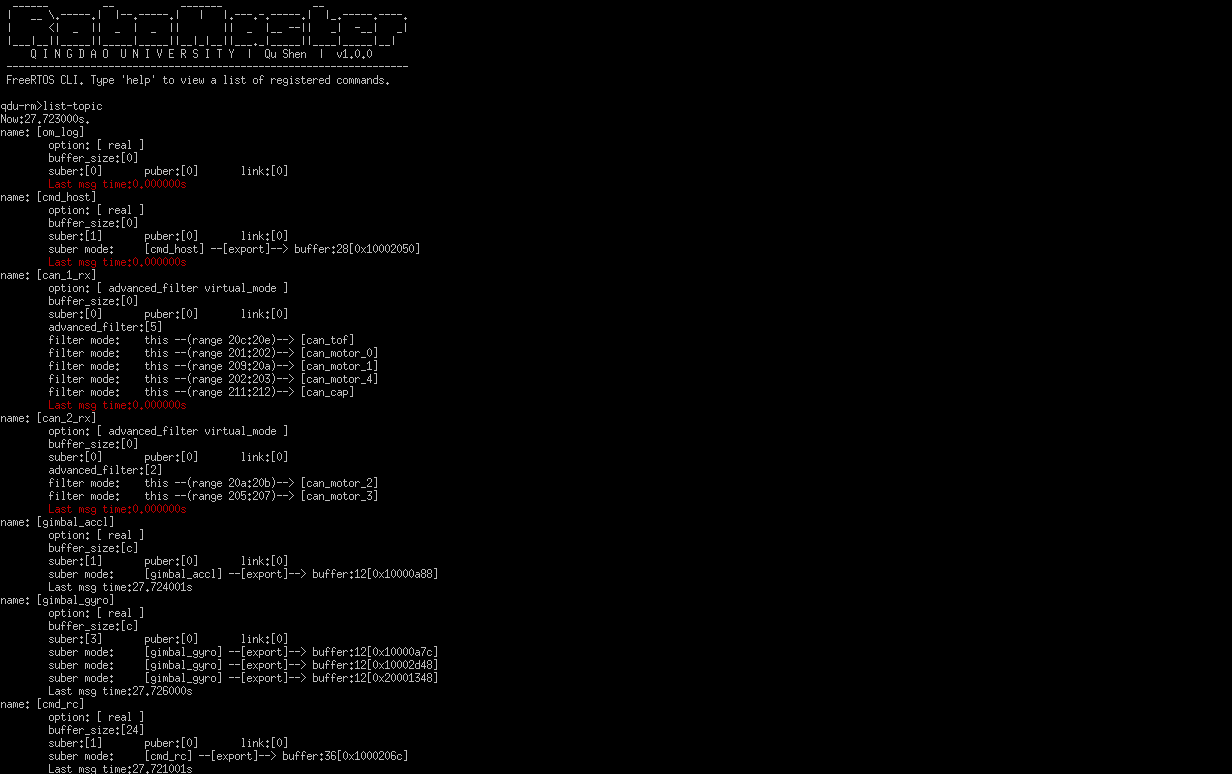 RoboMaster
Q I N G D A O U N I V E R S I T Y | Qu Shen | v1.0.0
FreeRTOS CLI. Type 'help' to view a list of registered commands.
qdu-rm>list-topic
Now:27.723000s.
name: [om_log]
option: [ real ]
buffer_size:[0]
suber:[0] puber:[0] link:[0]
Last msg time:0.000000s
name: [cmd_host]
option: [ real ]
buffer_size:[0]
suber:[1] puber:[0] link:[0]
suber mode: [cmd_host] --[export]--> buffer:28[0x10002050]
Last msg time:0.000000s
name: [can_1_rx]
option: [ advanced_filter virtual_mode ]
buffer_size:[0]
suber:[0] puber:[0] link:[0]
advanced_filter:[5]
filter mode: this --(range 20c:20e)--> [can_tof]
filter mode: this --(range 201:202)--> [can_motor_0]
filter mode: this --(range 209:20a)--> [can_motor_1]
filter mode: this --(range 202:203)--> [can_motor_4]
filter mode: this --(range 211:212)--> [can_cap]
Last msg time:0.000000s
name: [can_2_rx]
option: [ advanced_filter virtual_mode ]
buffer_size:[0]
suber:[0] puber:[0] link:[0]
advanced_filter:[2]
filter mode: this --(range 20a:20b)--> [can_motor_2]
filter mode: this --(range 205:207)--> [can_motor_3]
Last msg time:0.000000s
name: [gimbal_accl]
option: [ real ]
buffer_size:[c]
suber:[1] puber:[0] link:[0]
suber mode: [gimbal_accl] --[export]--> buffer:12[0x10000a88]
Last msg time:27.724001s
name: [gimbal_gyro]
option: [ real ]
buffer_size:[c]
suber:[3] puber:[0] link:[0]
suber mode: [gimbal_gyro] --[export]--> buffer:12[0x10000a7c]
suber mode: [gimbal_gyro] --[export]--> buffer:12[0x10002d48]
suber mode: [gimbal_gyro] --[export]--> buffer:12[0x20001348]
Last msg time:27.726000s
name: [cmd_rc]
option: [ real ]
buffer_size:[24]
suber:[1] puber:[0] link:[0]
suber mode: [cmd_rc] --[export]--> buffer:36[0x1000206c]
Last msg time:27.721001s